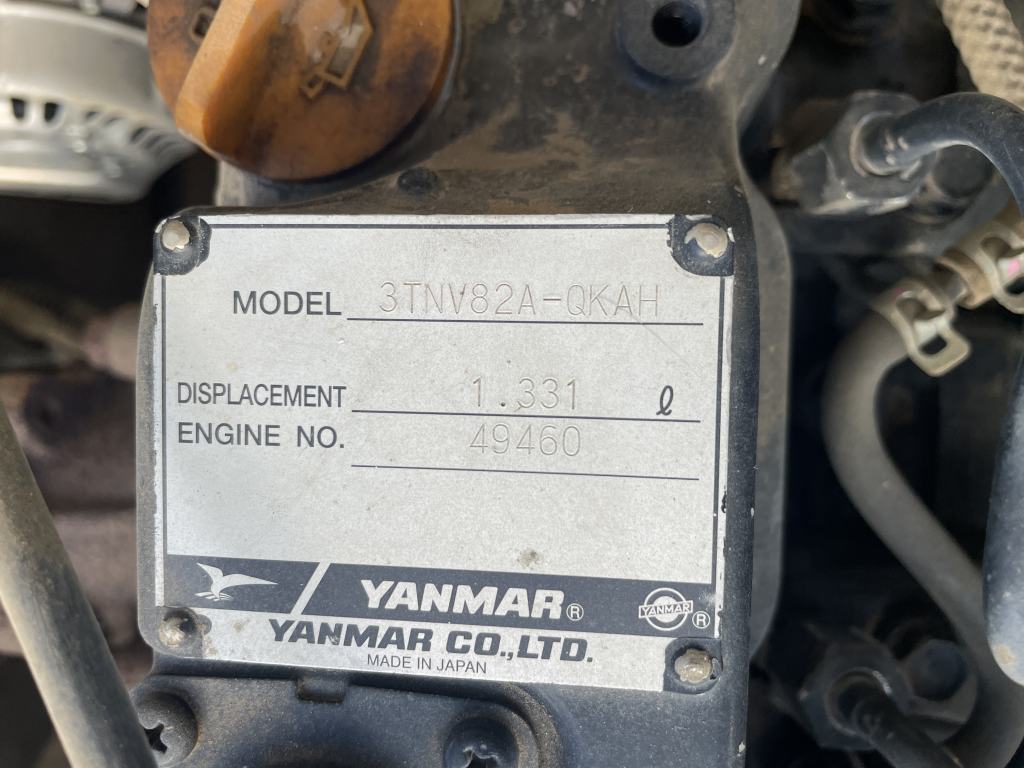 MODEL 3TNV82A-QKAH
DISPLACEMENT 1.331 ℓ
ENGINE NO. 49460
YANMAR® YANMAR ®
YANMAR CO.,LTD.
MADE IN JAPAN